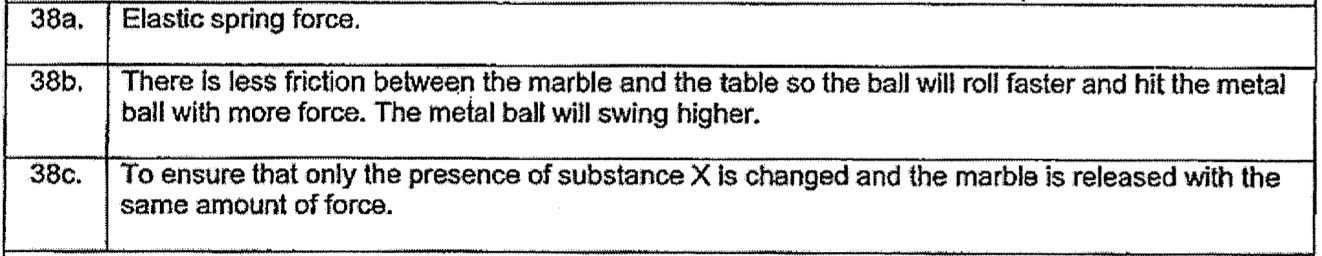 38a. Elastic spring force.
38b. There is less friction between the marble and the table so the ball will roll faster and hit the metal
ball with more force. The metal ball will swing higher.
38c. To ensure that only the presence of substance X is changed and the marble is released with the
same amount of force.